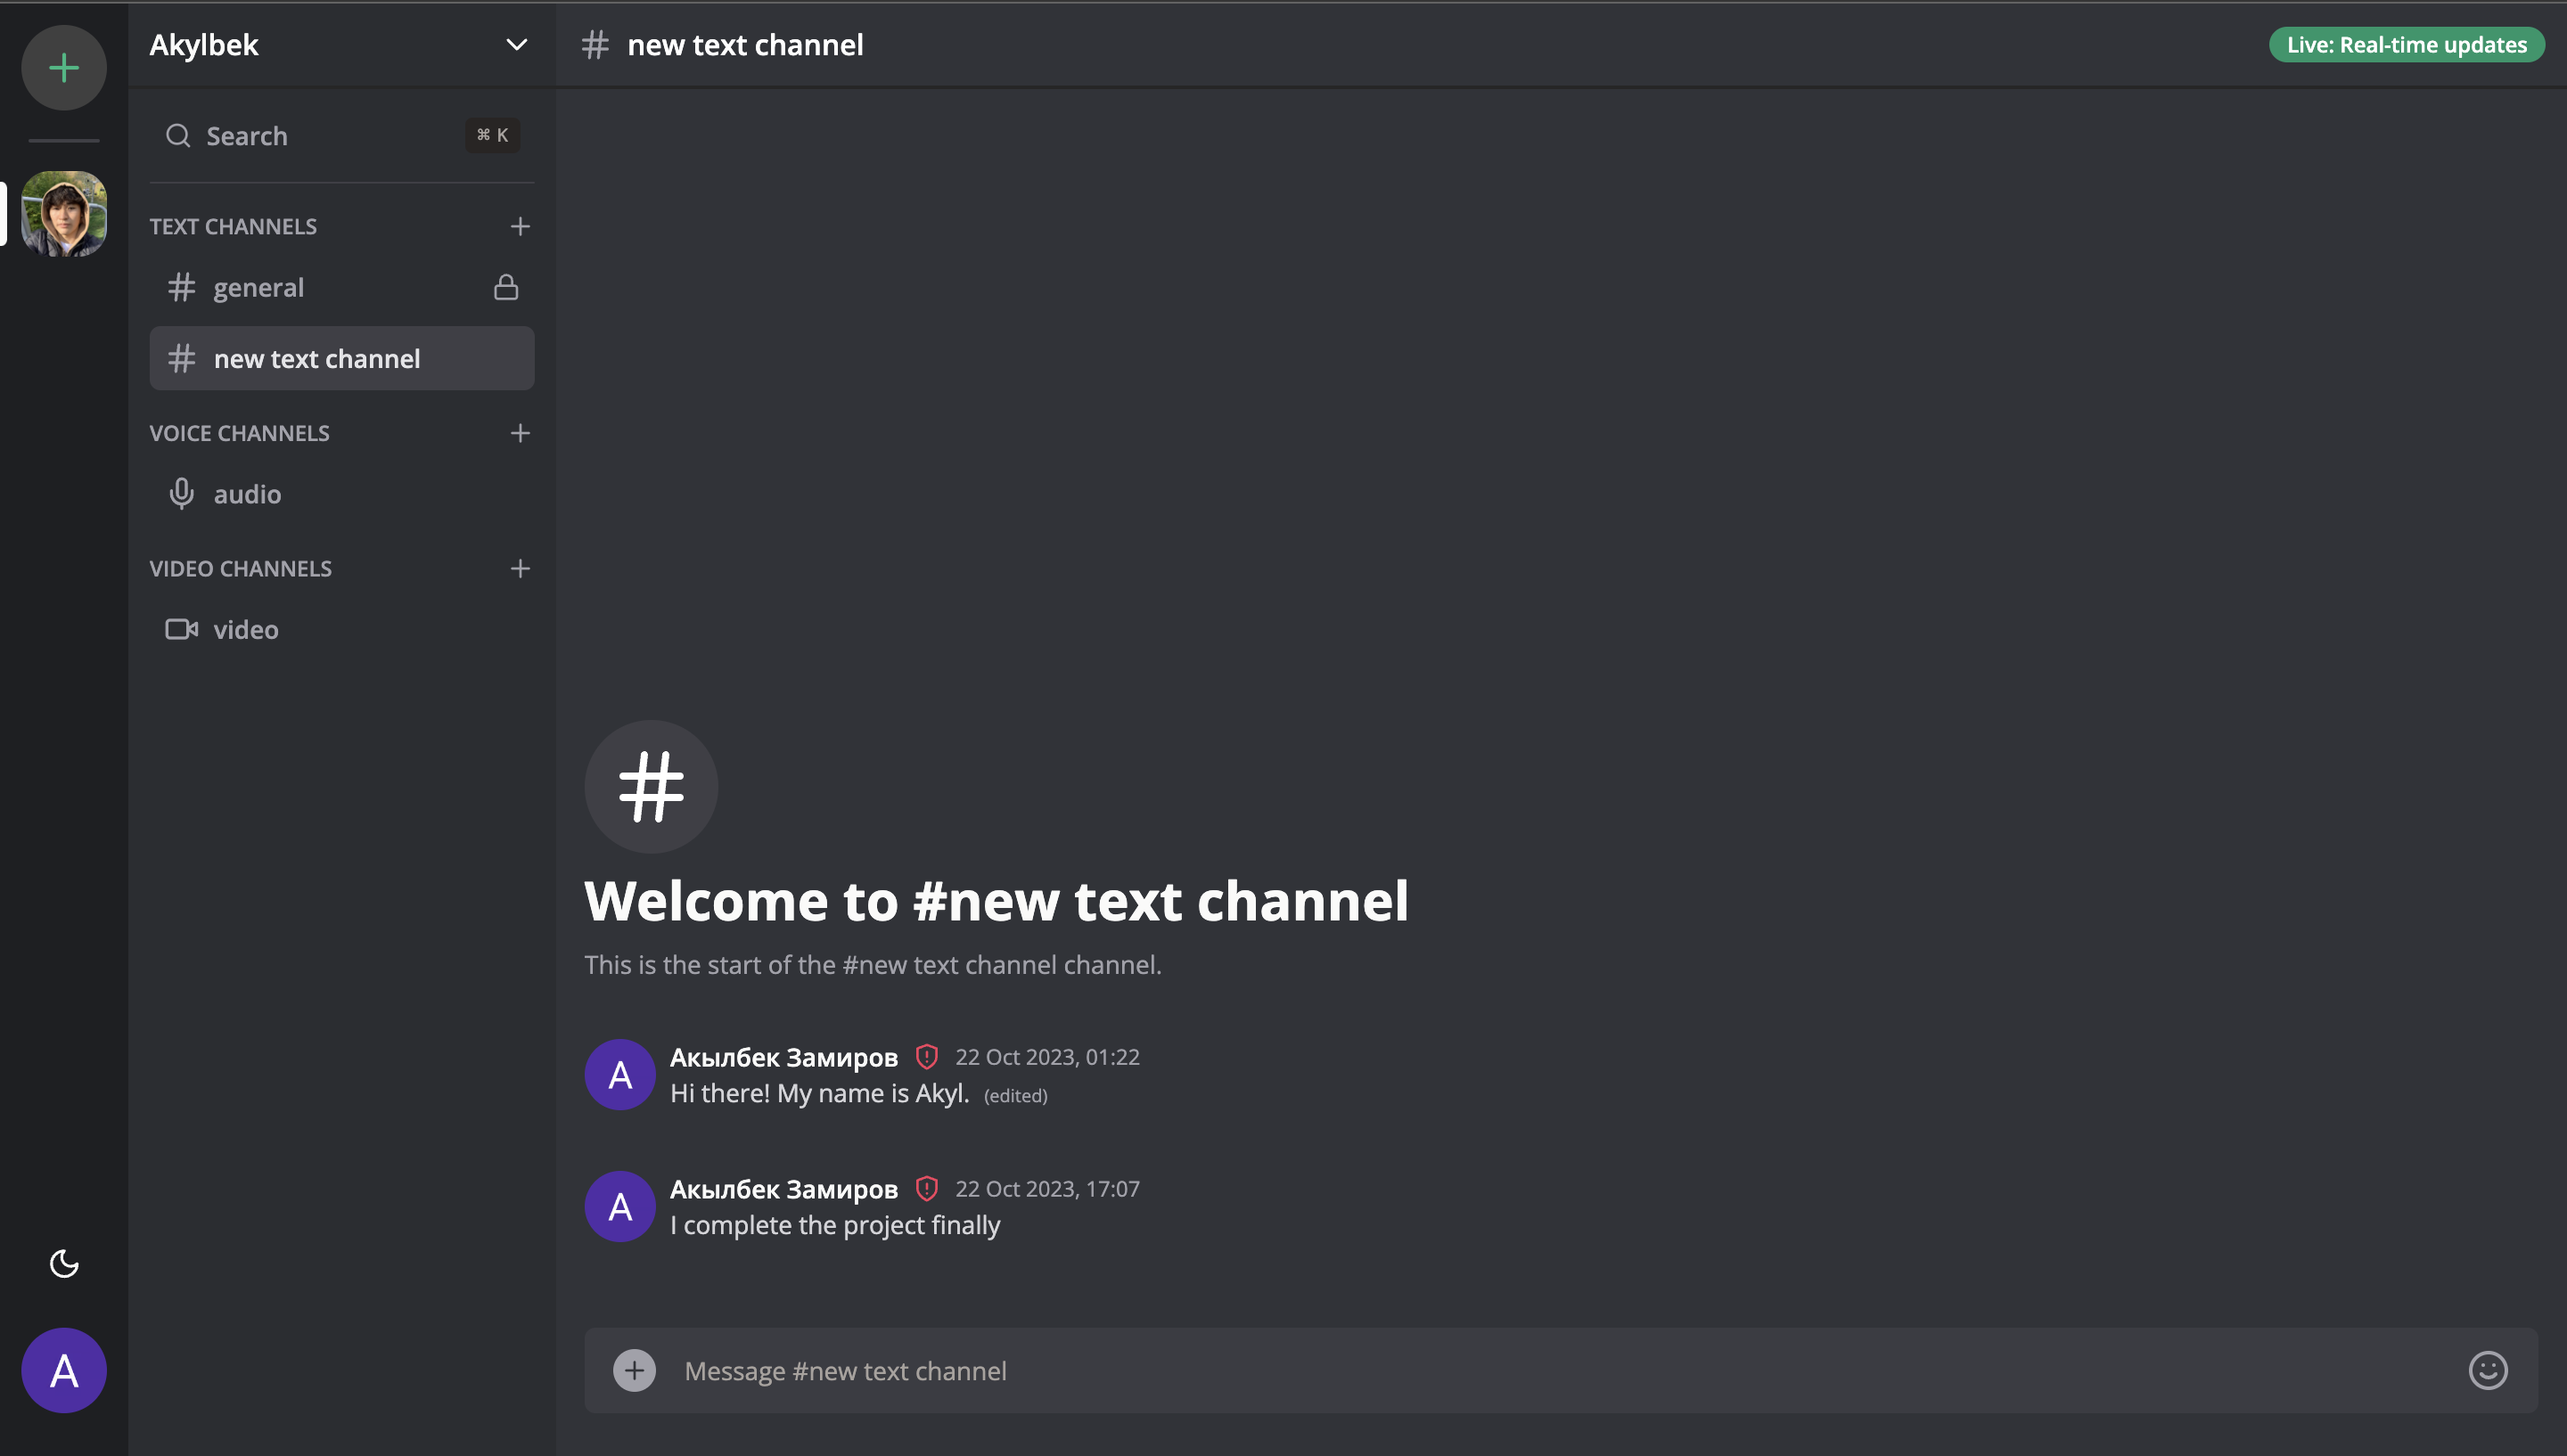 Akylbek
# new text channel
Live: Real-time updates
Search
⌘ K
TEXT CHANNELS
# general
# new text channel
VOICE CHANNELS
audio
VIDEO CHANNELS
video
#
Welcome to #new text channel
This is the start of the #new text channel channel.
A
Акылбек Замиров 22 Oct 2023, 01:22
Hi there! My name is Akyl. (edited)
A
Акылбек Замиров 22 Oct 2023, 17:07
I complete the project finally
A
Message #new text channel